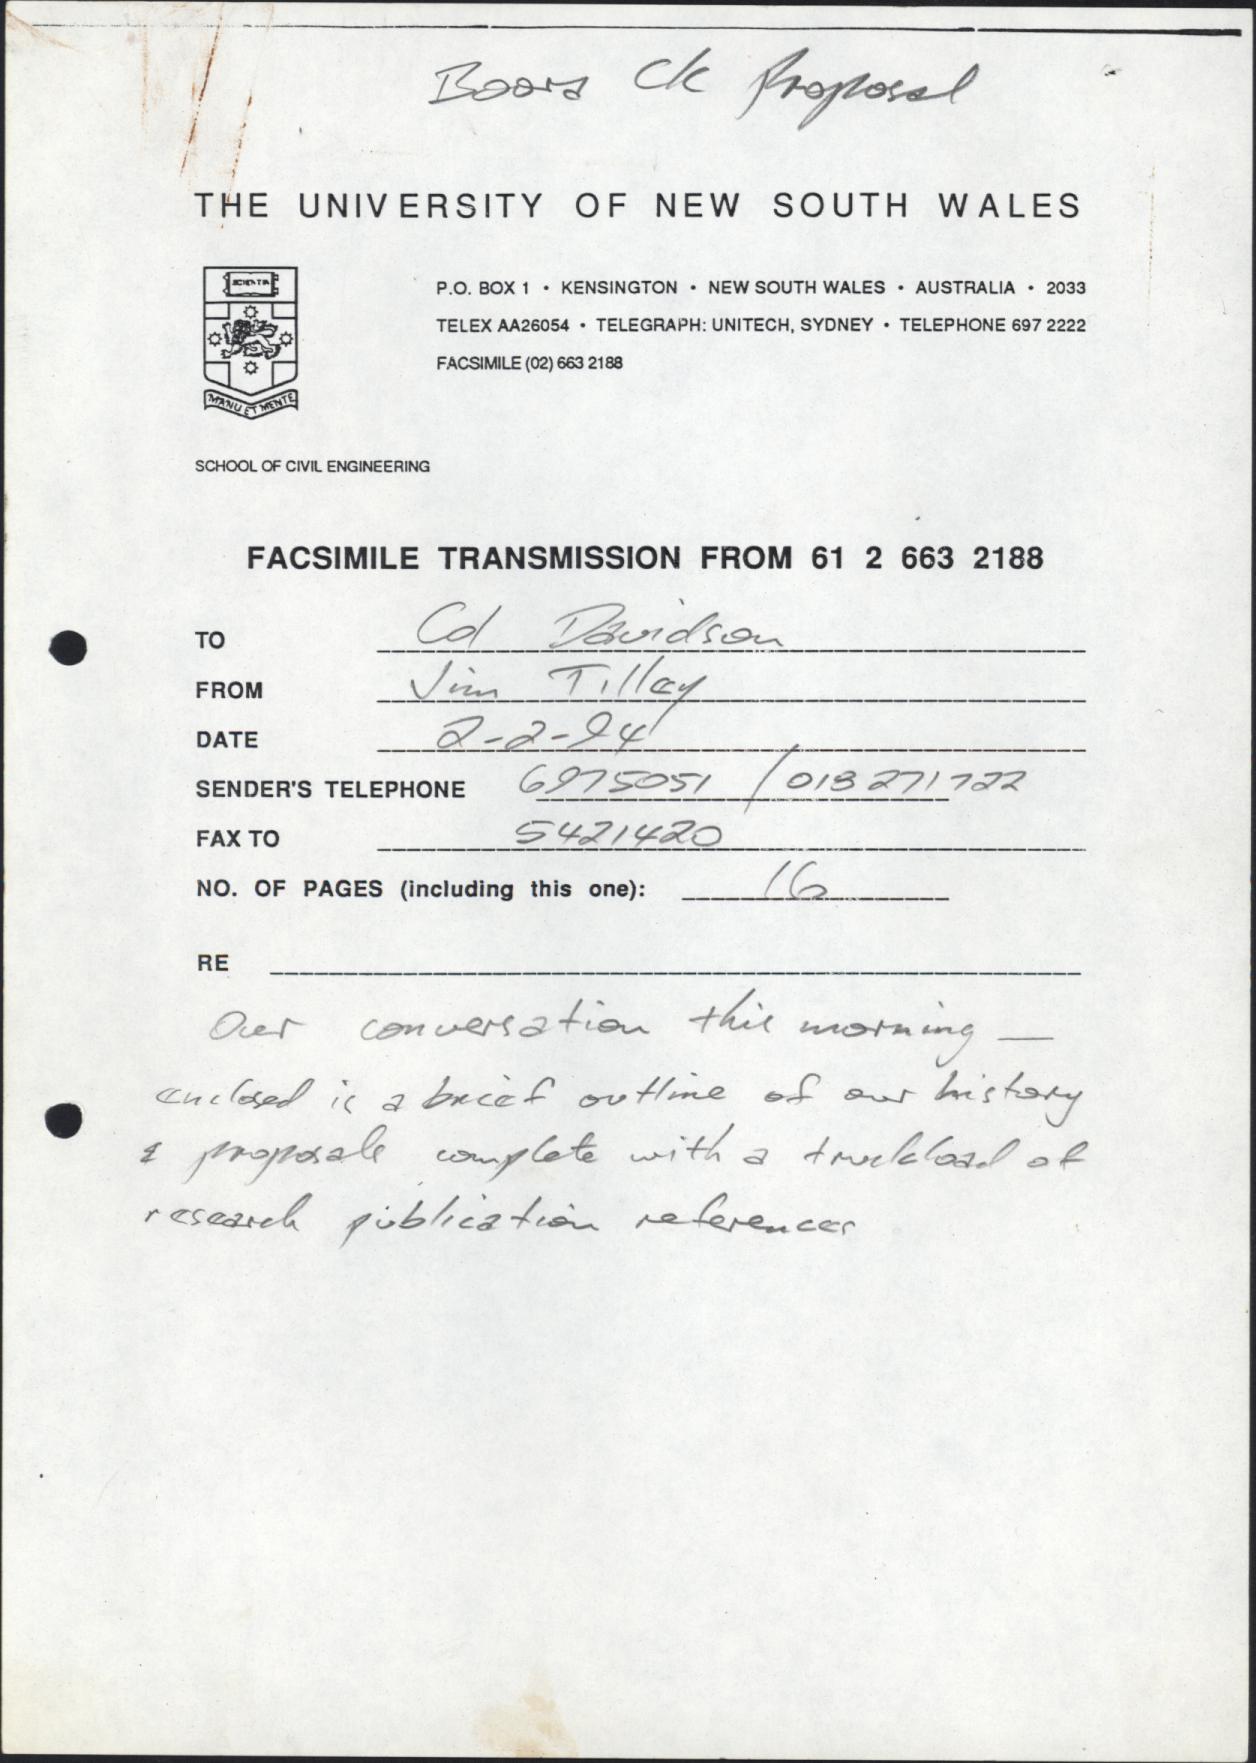 Boora Ck Proposal
THE UNIVERSITY OF NEW SOUTH WALES
SCIENTIA
MANU ET MENTE
P.O. BOX 1 • KENSINGTON • NEW SOUTH WALES • AUSTRALIA • 2033
TELEX AA26054 • TELEGRAPH: UNITECH, SYDNEY • TELEPHONE 697 2222
FACSIMILE (02) 663 2188
SCHOOL OF CIVIL ENGINEERING
FACSIMILE TRANSMISSION FROM 61 2 663 2188
TO Davidson
FROM Jim Tilley
DATE 2-2-94
SENDER'S TELEPHONE 6975051 / 018 271722
FAX TO 5421420
NO. OF PAGES (including this one): 16
RE
Our conversation this morning —
enclosed is a brief outline of our history
& proposals complete with a truckload of
research publication references